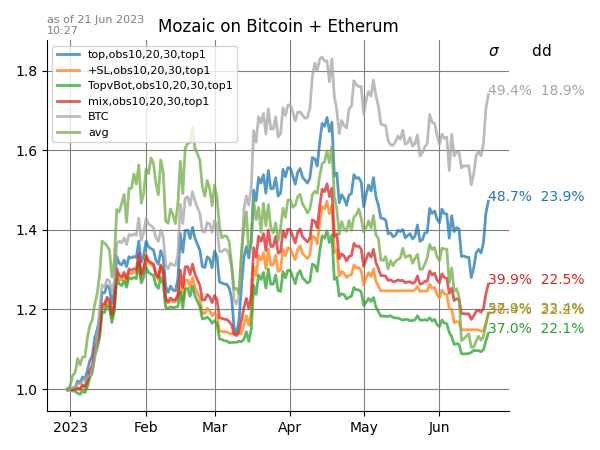 as of 21 Jun 2023
10:27
Mozaic on Bitcoin + Etherum
σ dd
top,obs10,20,30,top1
+SL,obs10,20,30,top1
TopvBot,obs10,20,30,top1
mix,obs10,20,30,top1
BTC
avg
1.8
1.6
1.4
1.2
1.0
49.4% 18.9%
48.7% 23.9%
39.9% 22.5%
37.0% 22.1%
2023 Feb Mar Apr May Jun